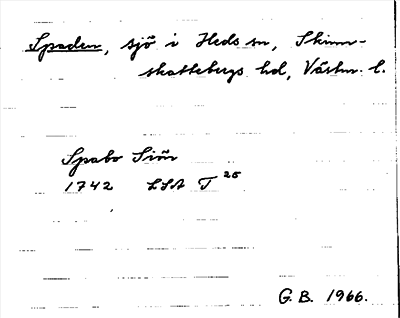 Spaden, sjö i Heds sn, Skinn-
skattebergs hd, Västm. l.
Spabo Siön
1742 LSA T 25
G.B. 1966.